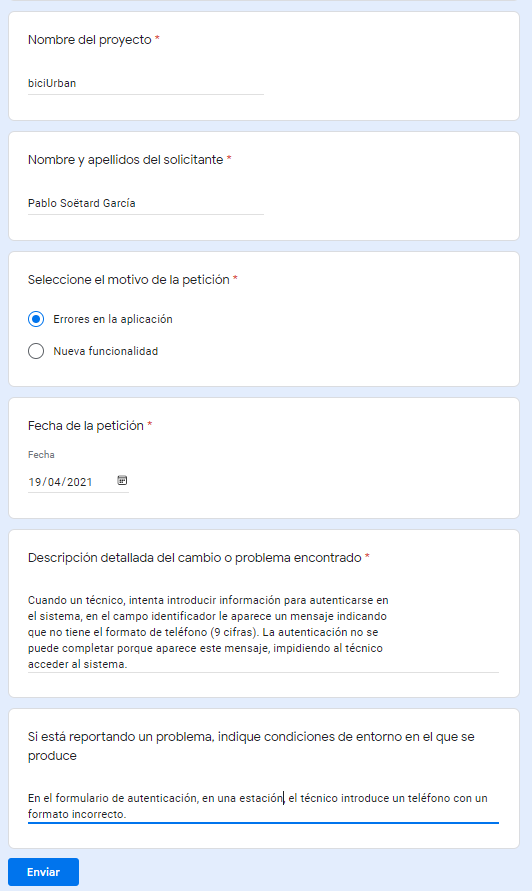 Nombre del proyecto *
biciUrban
Nombre y apellidos del solicitante *
Pablo Soëtard García
Seleccione el motivo de la petición *
Errores en la aplicación
Nueva funcionalidad
Fecha de la petición *
Fecha
19/04/2021
Descripción detallada del cambio o problema encontrado *
Cuando un técnico, intenta introducir información para autenticarse en
el sistema, en el campo identificador le aparece un mensaje indicando
que no tiene el formato de teléfono (9 cifras). La autenticación no se
puede completar porque aparece este mensaje, impidiendo al técnico
acceder al sistema.
Si está reportando un problema, indique condiciones de entorno en el que se
produce
En el formulario de autenticación, en una estación, el técnico introduce un teléfono con un
formato incorrecto.
Enviar